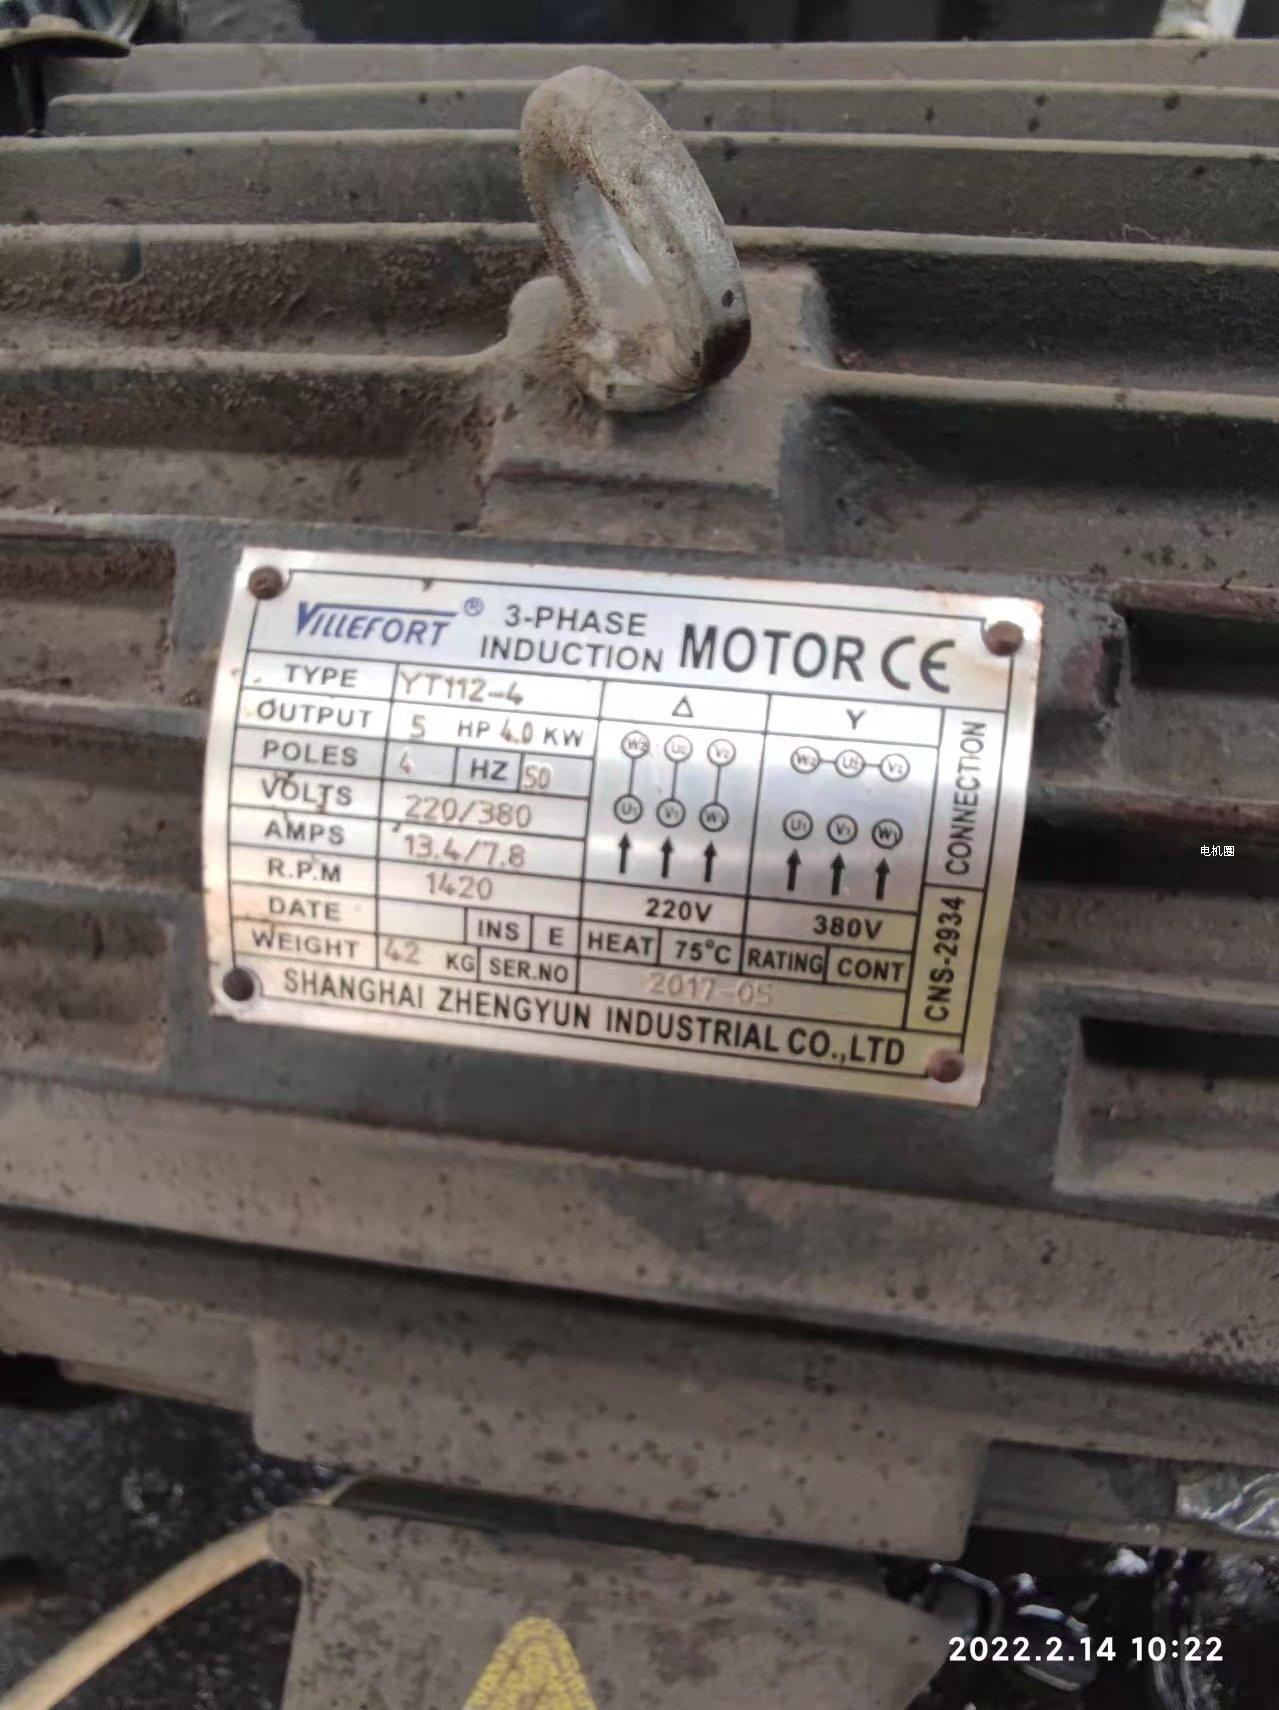 VILLEFORT® 3-PHASE INDUCTION MOTOR CE
TYPE YT112-4
OUTPUT 5 HP 4.0 KW
POLES 4 HZ 50
VOLTS 220/380
AMPS 13.4/7.8
R.P.M 1420
DATE INS E HEAT 75°C RATING CONT
WEIGHT 42 KG SER.NO 2017-05
△ Y
W2 U2 V2 W2 U2 V2
U1 V1 W1 U1 V1 W1
220V 380V
CONNECTION
CNS-2934
SHANGHAI ZHENGYUN INDUSTRIAL CO.,LTD
电机圈
2022.2.14 10:22